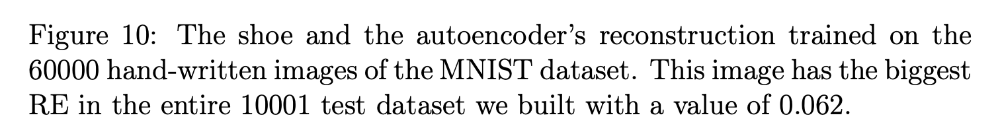 Figure 10: The shoe and the autoencoder’s reconstruction trained on the
60000 hand-written images of the MNIST dataset. This image has the biggest
RE in the entire 10001 test dataset we built with a value of 0.062.